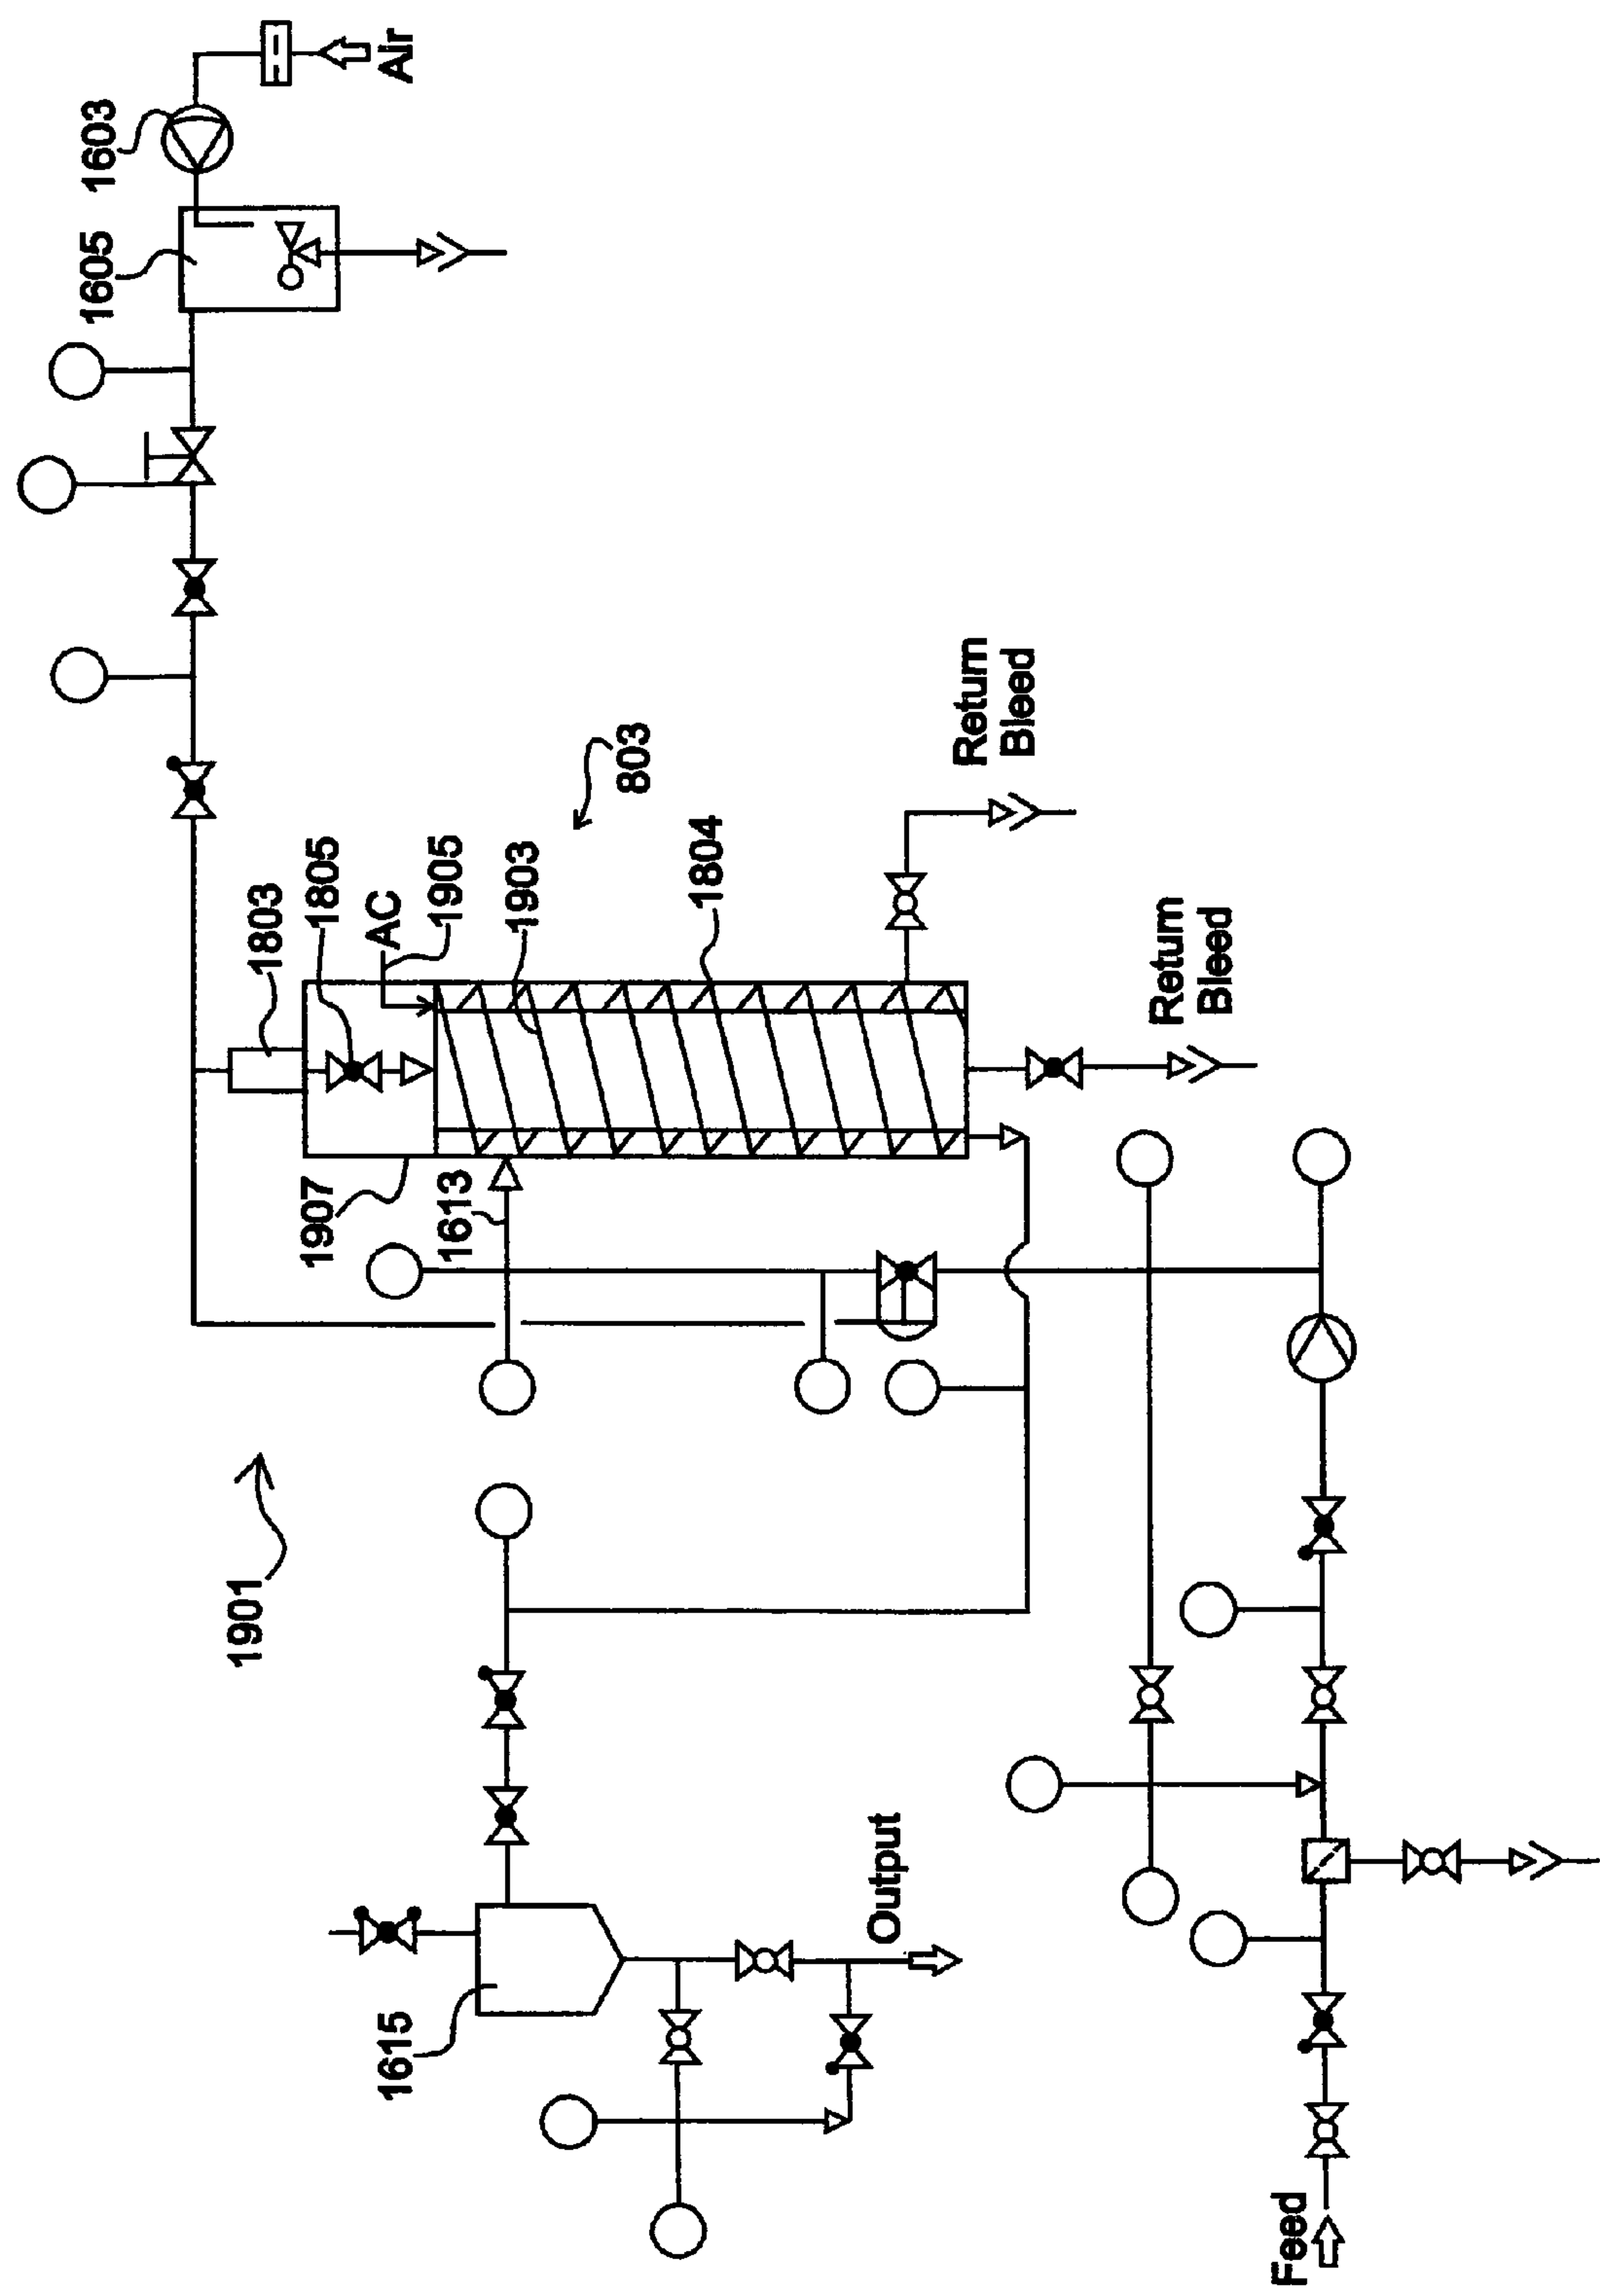 Air
1603
1605
803
Return
Bleed
1803
1805
AC
1905
1903
1804
Return
Bleed
1907
1613
1901
1615
Output
Feed